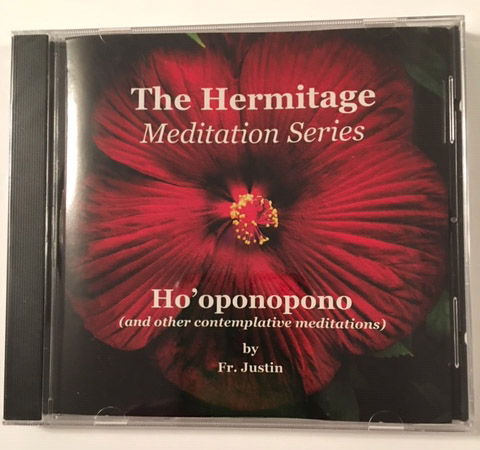 The Hermitage
Meditation Series
Ho’oponopono
(and other contemplative meditations)
by
Fr. Justin